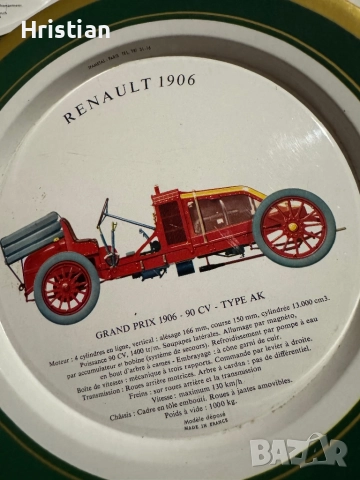 Hristian
RENAULT 1906
GRAND PRIX 1906 - 90 CV - TYPE AK
Moteur : 4 cylindres en ligne, vertical : alésage 166 mm, course 150 mm, cylindrée 13.000 cm3.
Puissance 90 CV, 1400 tr/m. Soupapes latérales. Allumage par magnéto,
par accumulateur et bobine (système de secours). Refroidissement par pompe à eau
en bout d'arbre à cames - Embrayage : à cône garni de cuir.
Boîte de vitesses : mécanique à trois rapports. Commande par levier à droite.
Transmission : Roues arrière motrices. Arbre à cardan : pas de différentiel.
Freins : sur roues arrière et la transmission
Vitesse : maximum 130 km/h
Châssis : Cadre en tôle embouti. Roues à jantes amovibles.
Poids à vide : 1000 kg.
Modèle déposé
MADE IN FRANCE
bazar
BG